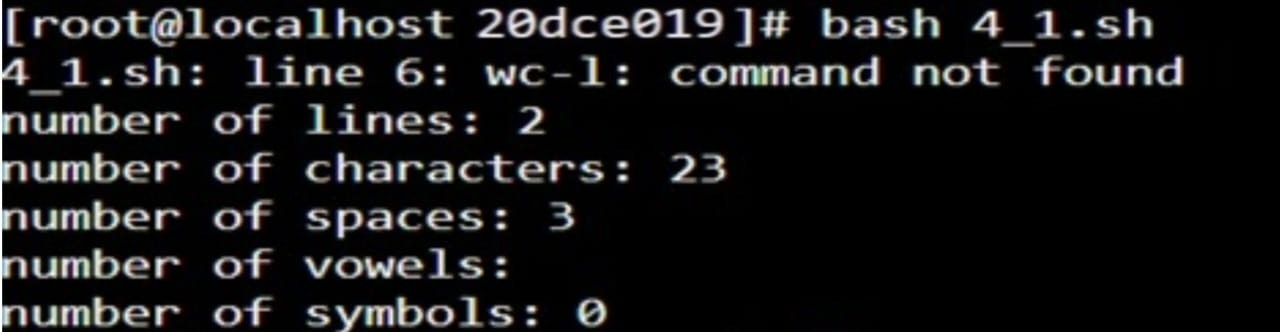 [root@localhost 20dce019]# bash 4_1.sh
4_1.sh: line 6: wc-l: command not found
number of lines: 2
number of characters: 23
number of spaces: 3
number of vowels:
number of symbols: 0